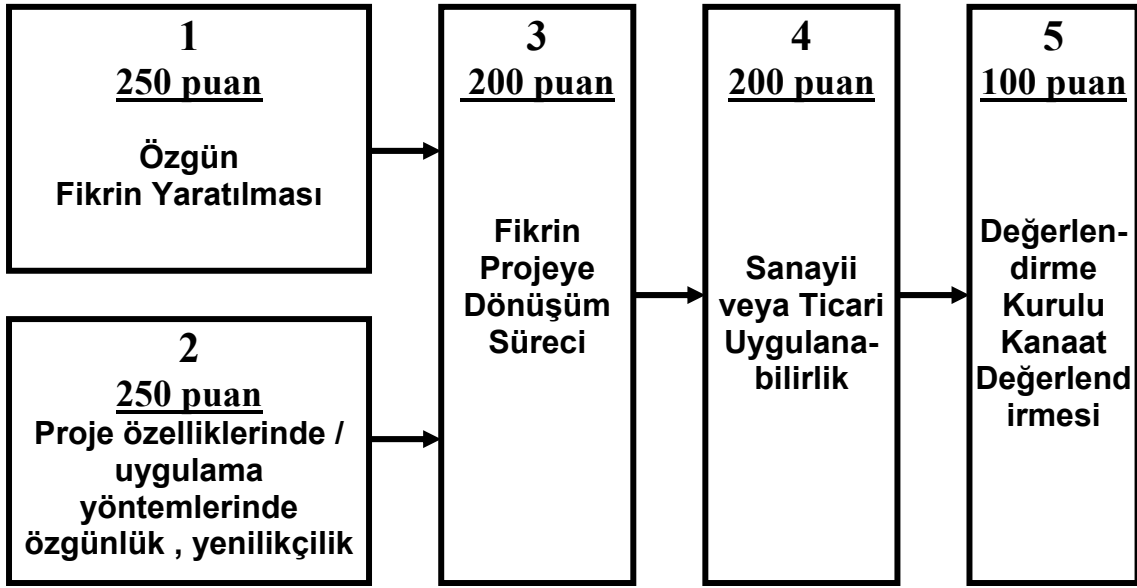 1
250 puan
Özgün
Fikrin Yaratılması
2
250 puan
Proje özelliklerinde /
uygulama
yöntemlerinde
özgünlük , yenilikçilik
3
200 puan
Fikrin
Projeye
Dönüşüm
Süreci
4
200 puan
Sanayii
veya Ticari
Uygulana-
bilirlik
5
100 puan
Değerlen-
dirme
Kurulu
Kanaat
Değerlend
irmesi